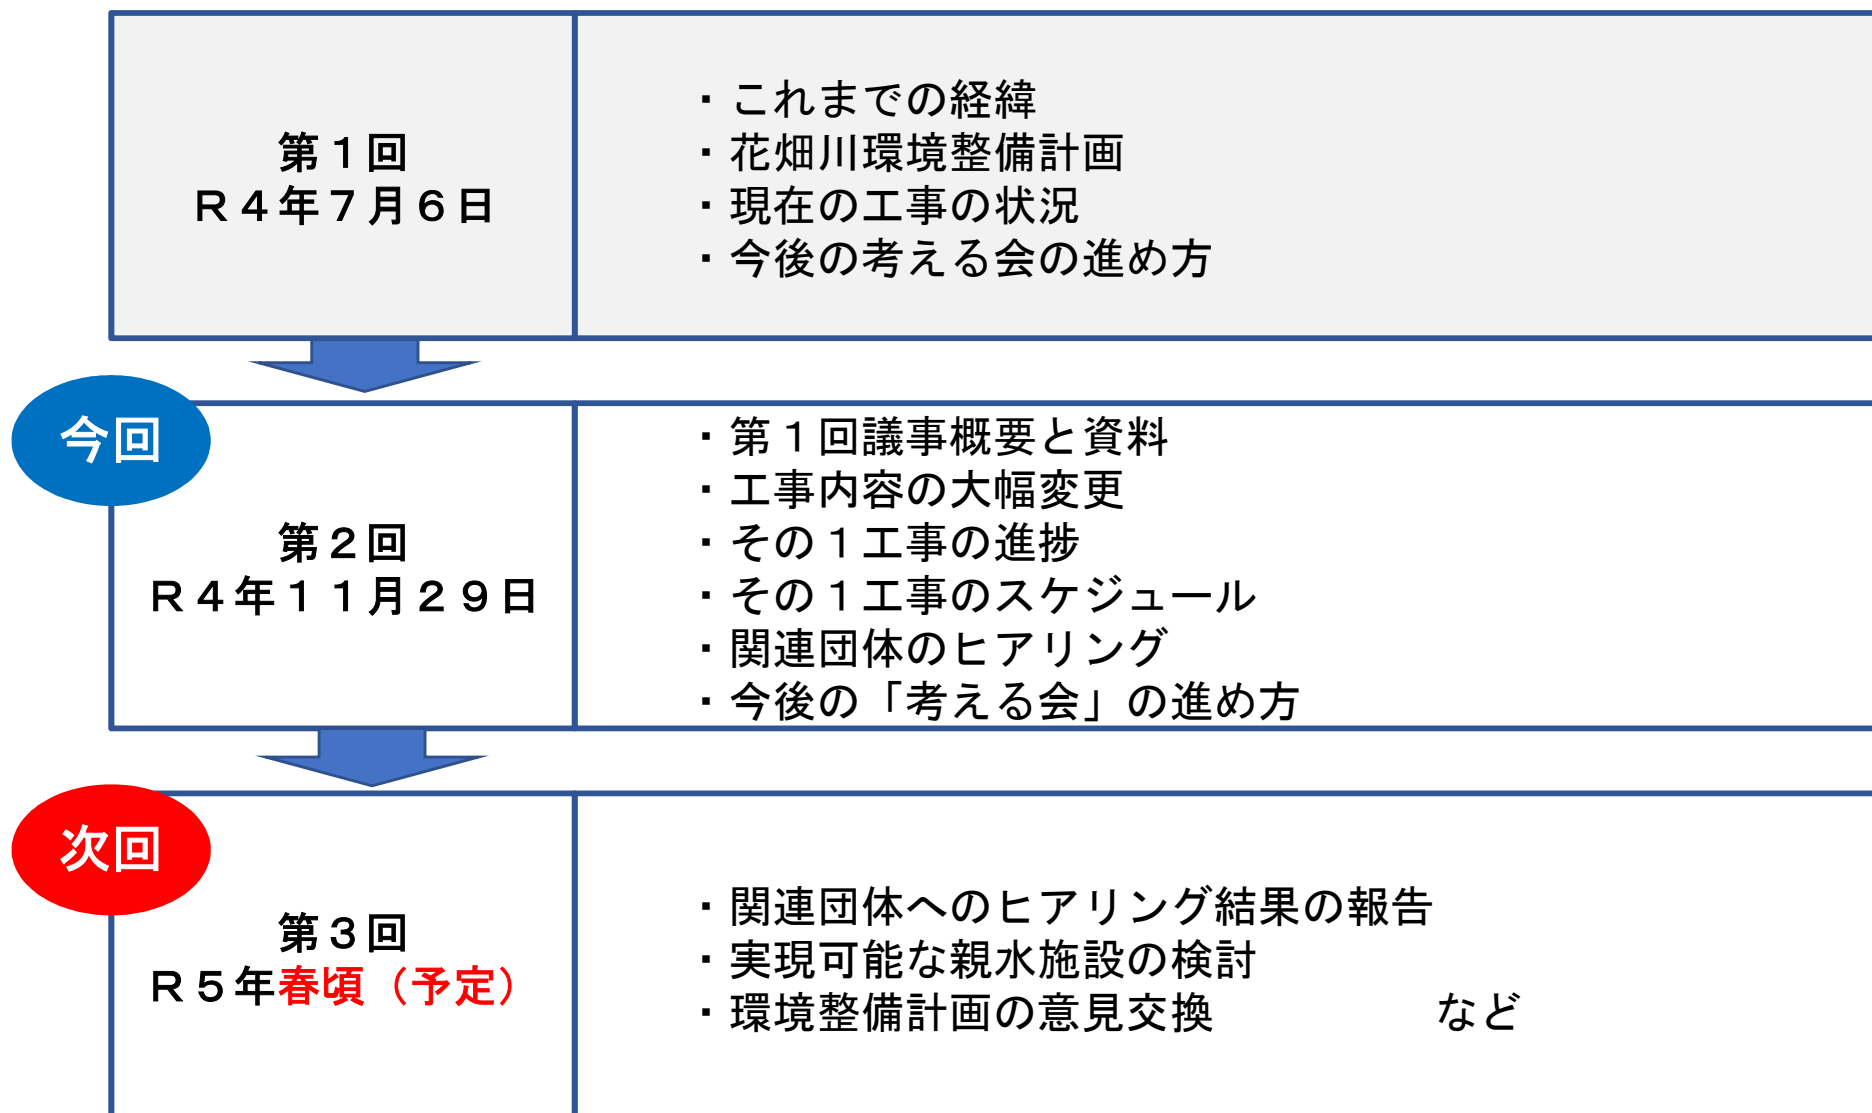 第１回
Ｒ４年７月６日
・これまでの経緯
・花畑川環境整備計画
・現在の工事の状況
・今後の考える会の進め方
今回
第２回
Ｒ４年１１月２９日
・第１回議事概要と資料
・工事内容の大幅変更
・その１工事の進捗
・その１工事のスケジュール
・関連団体のヒアリング
・今後の「考える会」の進め方
次回
第３回
Ｒ５年春頃（予定）
・関連団体へのヒアリング結果の報告
・実現可能な親水施設の検討
・環境整備計画の意見交換　　　　　など